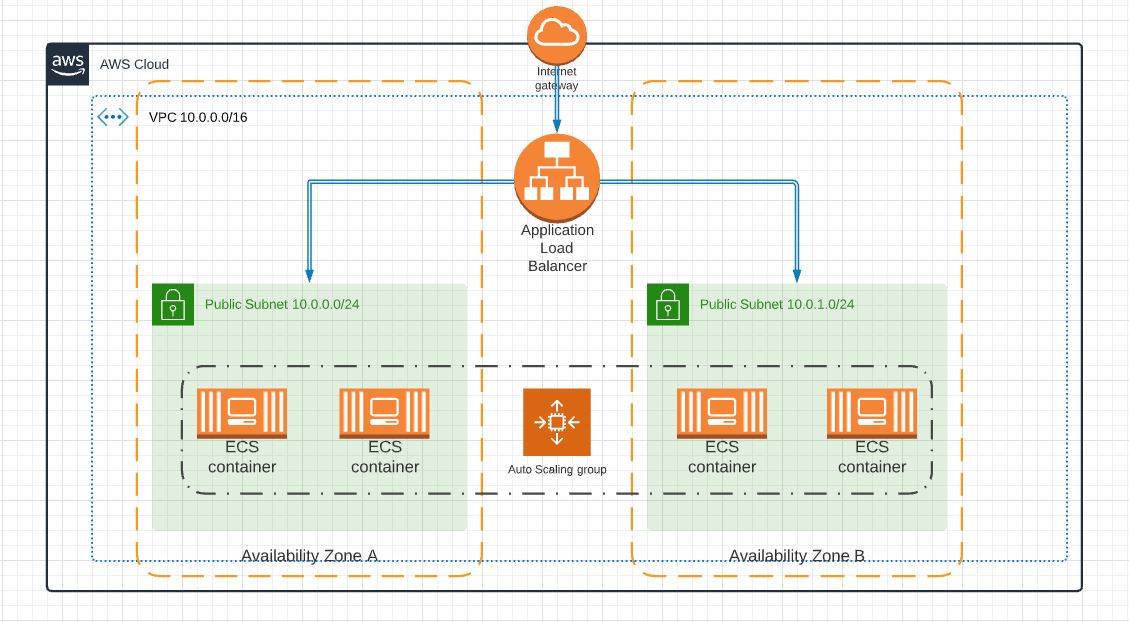 Internet
gateway
aws
AWS Cloud
VPC 10.0.0.0/16
Application
Load
Balancer
Public Subnet 10.0.0.0/24
Public Subnet 10.0.1.0/24
ECS
container
ECS
container
Auto Scaling group
ECS
container
ECS
container
Availability Zone A
Availability Zone B